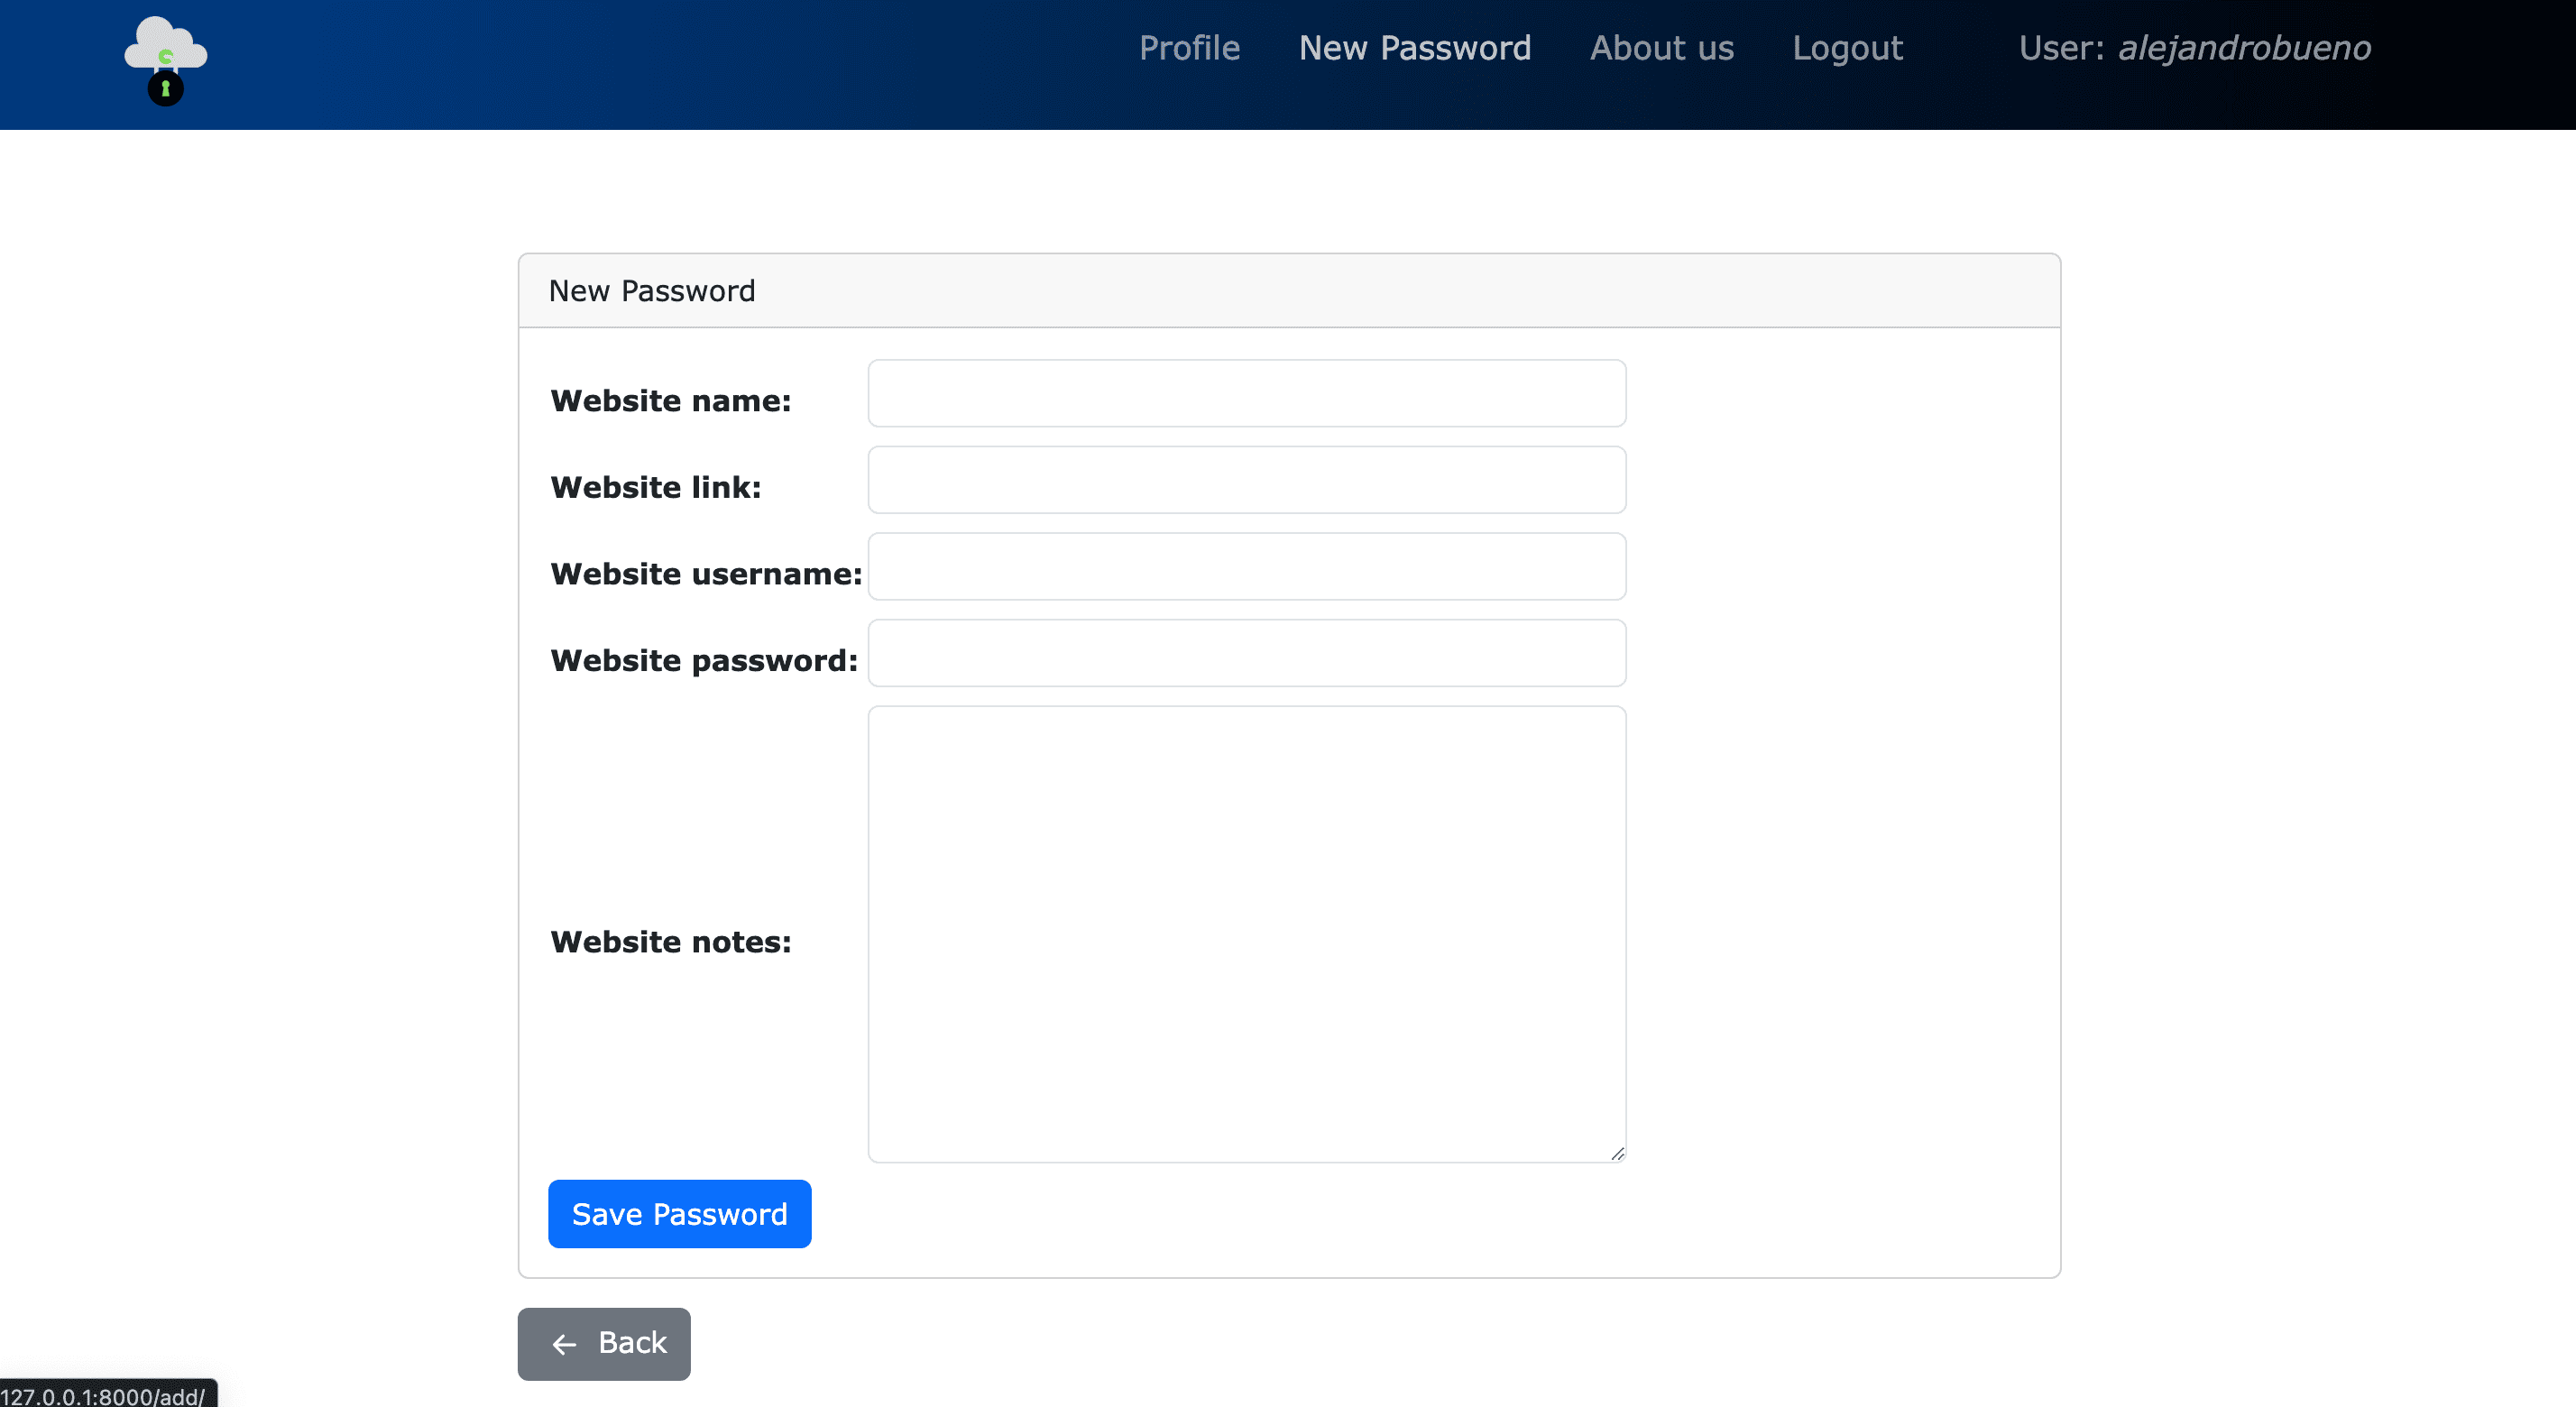 Profile New Password About us Logout User: alejandrobueno
New Password
Website name:
Website link:
Website username:
Website password:
Website notes:
Save Password
← Back
127.0.0.1:8000/add/